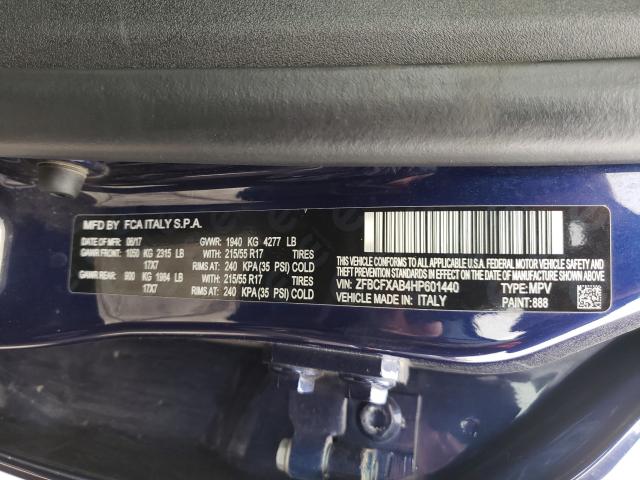 MFD BY FCA ITALY S.P.A.
DATE OF MFR 06/17 GVWR: 1940 KG 4277 LB
GAWR FRONT: 1050 KG 2315 LB WITH: 215/55 R17 TIRES
17X7 RIMS AT: 240 KPA(35 PSI) COLD
GAWR REAR: 900 KG 1984 LB WITH: 215/55 R17 TIRES
17X7 RIMS AT: 240 KPA(35 PSI) COLD
THIS VEHICLE CONFORMS TO ALL APPLICABLE U.S.A. FEDERAL MOTOR VEHICLE SAFETY
AND THEFT PREVENTION STANDARDS IN EFFECT ON THE DATE OF MANUFACTURE SHOWN ABOVE.
VIN: ZFBCFXAB4HP601440 TYPE: MPV
VEHICLE MADE IN: ITALY PAINT: 888